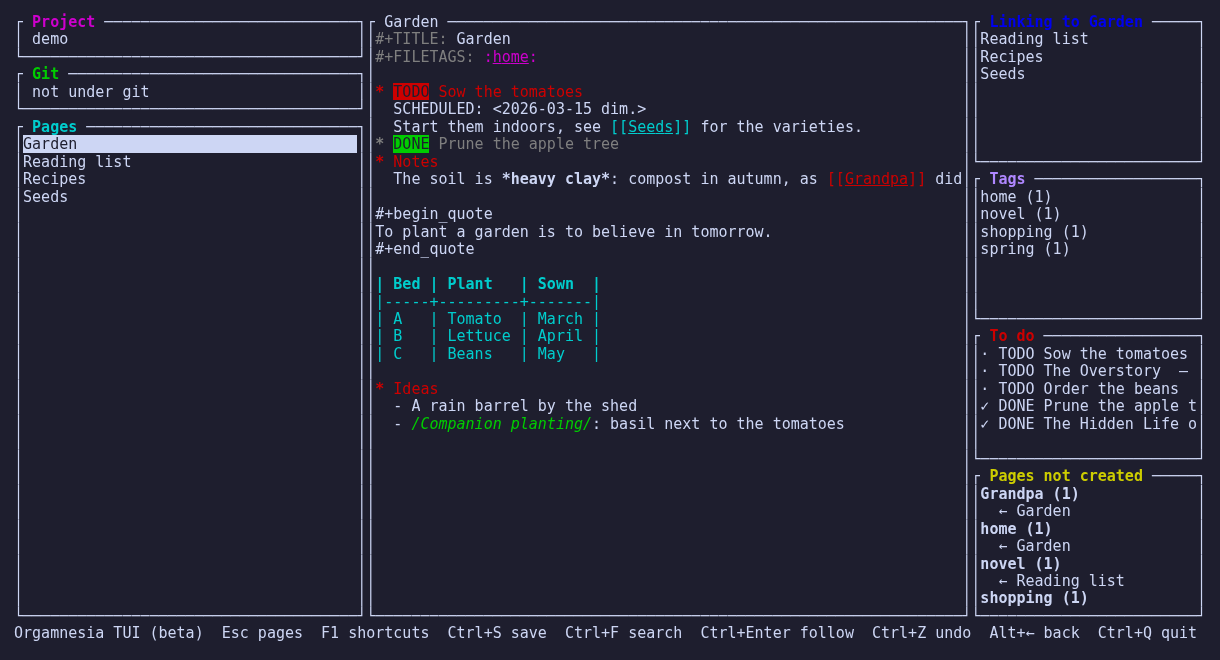 Project
demo
Git
not under git
Pages
Garden
Reading list
Recipes
Seeds
Garden
#+TITLE: Garden
#+FILETAGS: :home:
* TODO Sow the tomatoes
SCHEDULED: <2026-03-15 dim.>
Start them indoors, see [[Seeds]] for the varieties.
* DONE Prune the apple tree
* Notes
The soil is *heavy clay*: compost in autumn, as [[Grandpa]] did
#+begin_quote
To plant a garden is to believe in tomorrow.
#+end_quote
| Bed | Plant   | Sown  |
|-----+---------+-------|
| A   | Tomato  | March |
| B   | Lettuce | April |
| C   | Beans   | May   |
* Ideas
- A rain barrel by the shed
- /Companion planting/: basil next to the tomatoes
Linking to Garden
Reading list
Recipes
Seeds
Tags
home (1)
novel (1)
shopping (1)
spring (1)
To do
· TODO Sow the tomatoes
· TODO The Overstory  —
· TODO Order the beans
✓ DONE Prune the apple t
✓ DONE The Hidden Life o
Pages not created
Grandpa (1)
← Garden
home (1)
← Garden
novel (1)
← Reading list
shopping (1)
Orgamnesia TUI (beta)  Esc pages  F1 shortcuts  Ctrl+S save  Ctrl+F search  Ctrl+Enter follow  Ctrl+Z undo  Alt+← back  Ctrl+Q quit